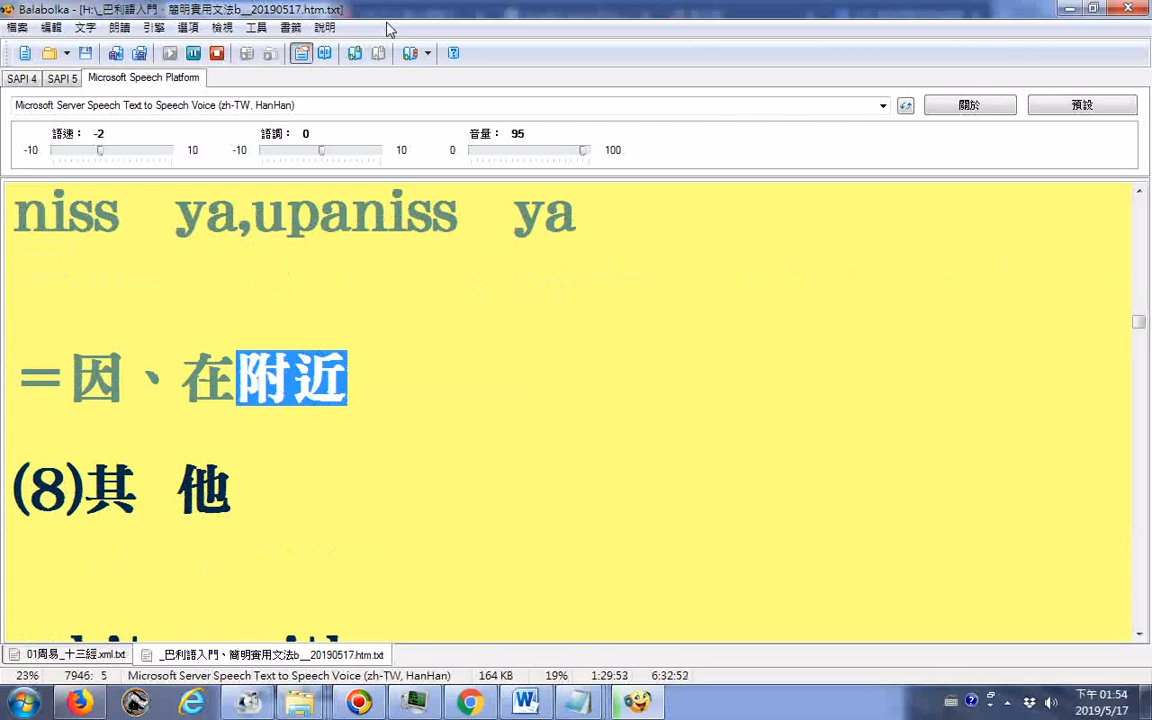 Balabolka - [H:\_巴利語入門、簡明實用文法b__20190517.htm.txt]
檔案 編輯 文字 朗讀 引擎 選項 檢視 工具 書籤 說明
SAPI 4 SAPI 5 Microsoft Speech Platform
Microsoft Server Speech Text to Speech Voice (zh-TW, HanHan) 關於 預設
語速： -2 語調： 0 音量： 95
-10 10 -10 10 0 100
niss ya,upaniss ya
＝因、在附近
(8)其 他
01周易_十三經.xml.txt _巴利語入門、簡明實用文法b__20190517.htm.txt
23% 7946: 5 Microsoft Server Speech Text to Speech Voice (zh-TW, HanHan) 164 KB 19% 1:29:53 6:32:52
下午 01:54
2019/5/17